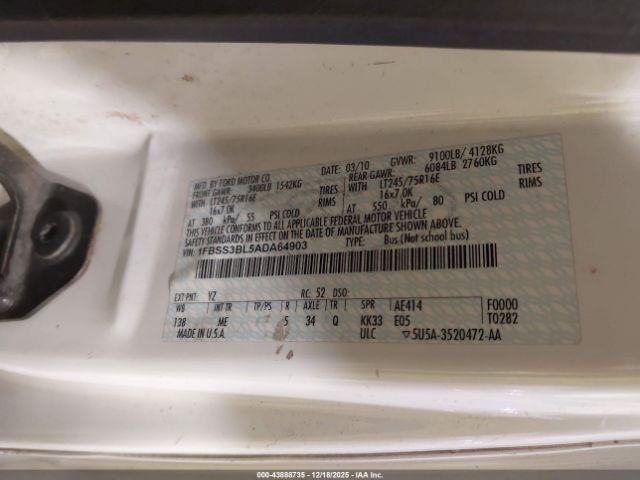 MFD. BY FORD MOTOR CO. DATE: 03/10 GVWR: 9100LB/ 4128KG
FRONT GAWR: 3400LB 1542KG REAR GAWR: 6084LB 2760KG
WITH LT245/75R16E TIRES WITH LT245/75R16E TIRES
16x7.0K RIMS 16x7.0K RIMS
AT 380 kPa/ 55 PSI COLD AT 550 kPa/ 80 PSI COLD
THIS VEHICLE CONFORMS TO ALL APPLICABLE FEDERAL MOTOR VEHICLE
SAFETY STANDARDS IN EFFECT ON THE DATE OF MANUFACTURE SHOWN ABOVE.
VIN: 1FBSS3BL5ADA64903 TYPE: Bus (Not school bus)
EXT PNT: YZ RC: 52 DSO:
WB INT TR TP/PS R AXLE TR SPR AE414 F0000
138 ME 5 34 Q KK33 E05 T0282
MADE IN U.S.A. ULC 5U5A-3520472-AA
000-43888735 - 12/18/2025 - IAA Inc.